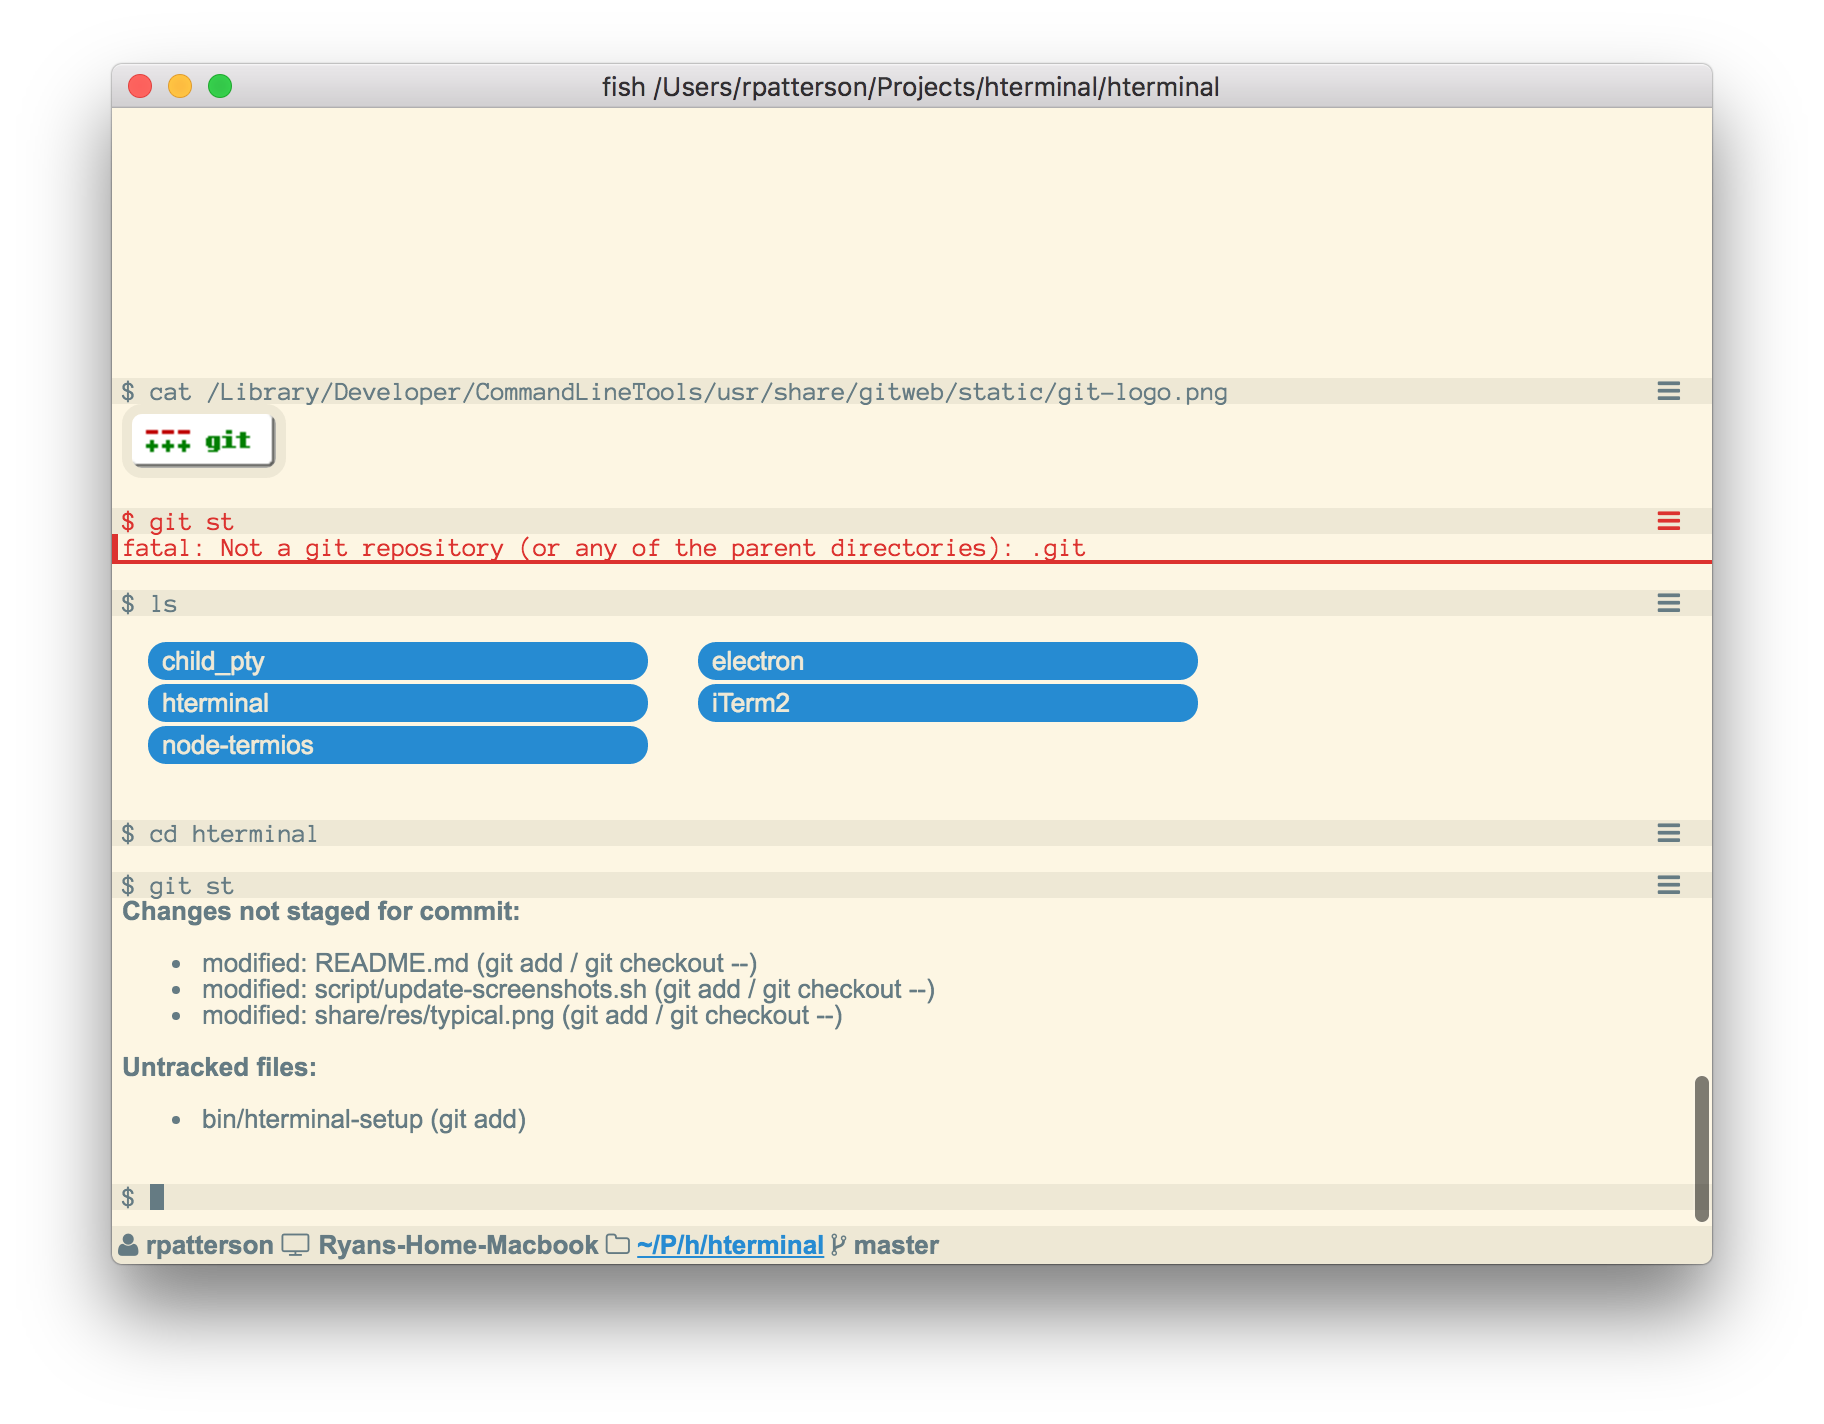 fish /Users/rpatterson/Projects/hterminal/hterminal
$ cat /Library/Developer/CommandLineTools/usr/share/gitweb/static/git-logo.png
--- +++ git
$ git st
fatal: Not a git repository (or any of the parent directories): .git
$ ls
child_pty electron
hterminal iTerm2
node-termios
$ cd hterminal
$ git st
Changes not staged for commit:
• modified: README.md (git add / git checkout --)
• modified: script/update-screenshots.sh (git add / git checkout --)
• modified: share/res/typical.png (git add / git checkout --)
Untracked files:
• bin/hterminal-setup (git add)
$
rpatterson Ryans-Home-Macbook ~/P/h/hterminal master